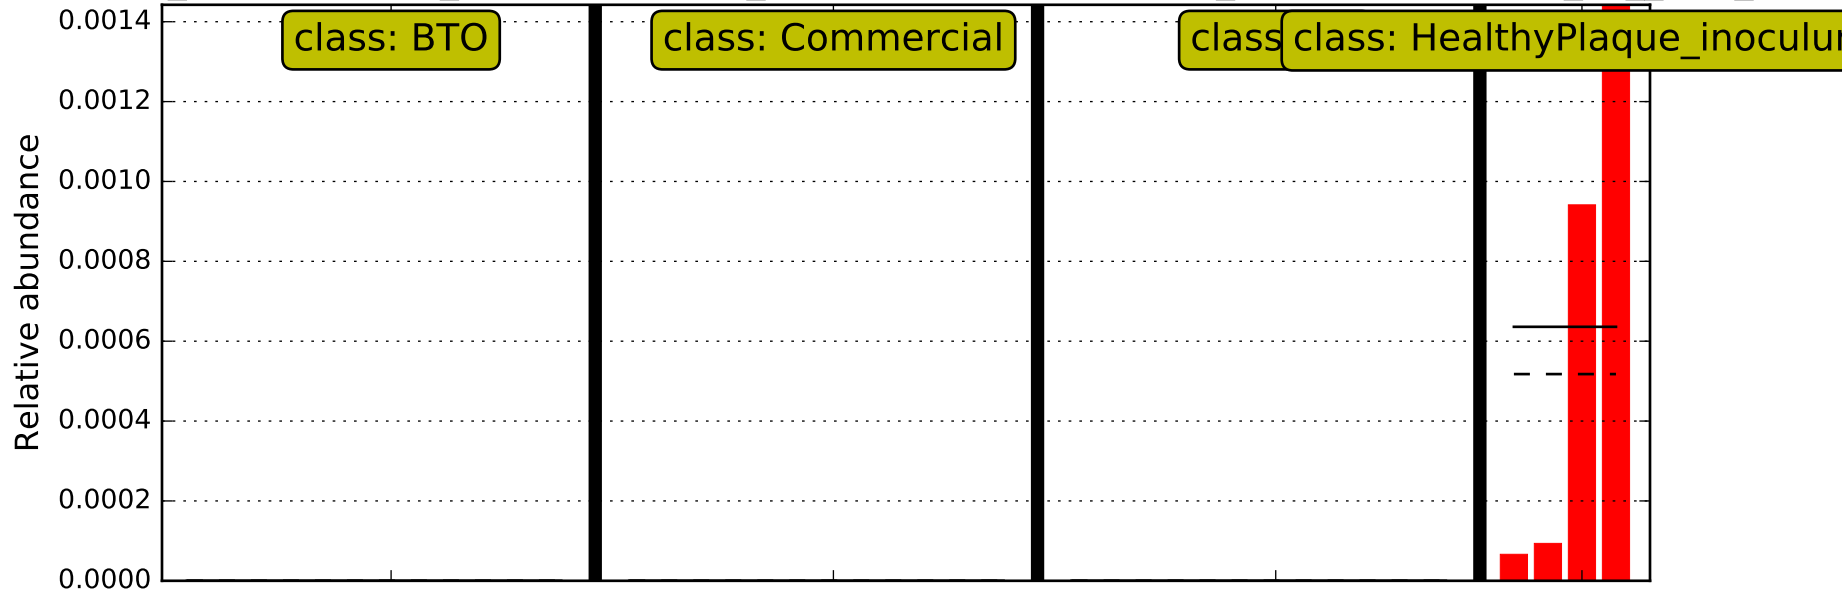 0.0014
0.0012
0.0010
0.0008
0.0006
0.0004
0.0002
0.0000
Relative abundance
class: BTO
class: Commercial
class
class: HealthyPlaque_inoculu